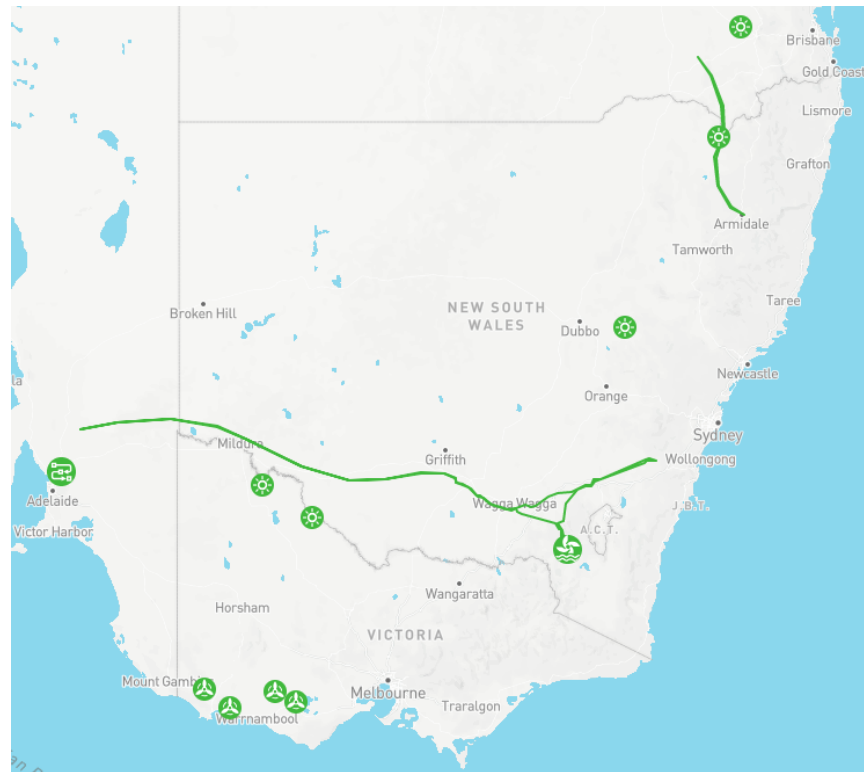 Brisbane
Gold Coast
Lismore
Grafton
Armidale
Tamworth
Taree
Broken Hill
NEW SOUTH
WALES
Dubbo
Newcastle
Orange
Sydney
Mildura
Griffith
Wollongong
Adelaide
Wagga Wagga
J.B.T.
Victor Harbor
A.C.T.
Wangaratta
Horsham
VICTORIA
Mount Gambier
Melbourne
Warrnambool
Traralgon